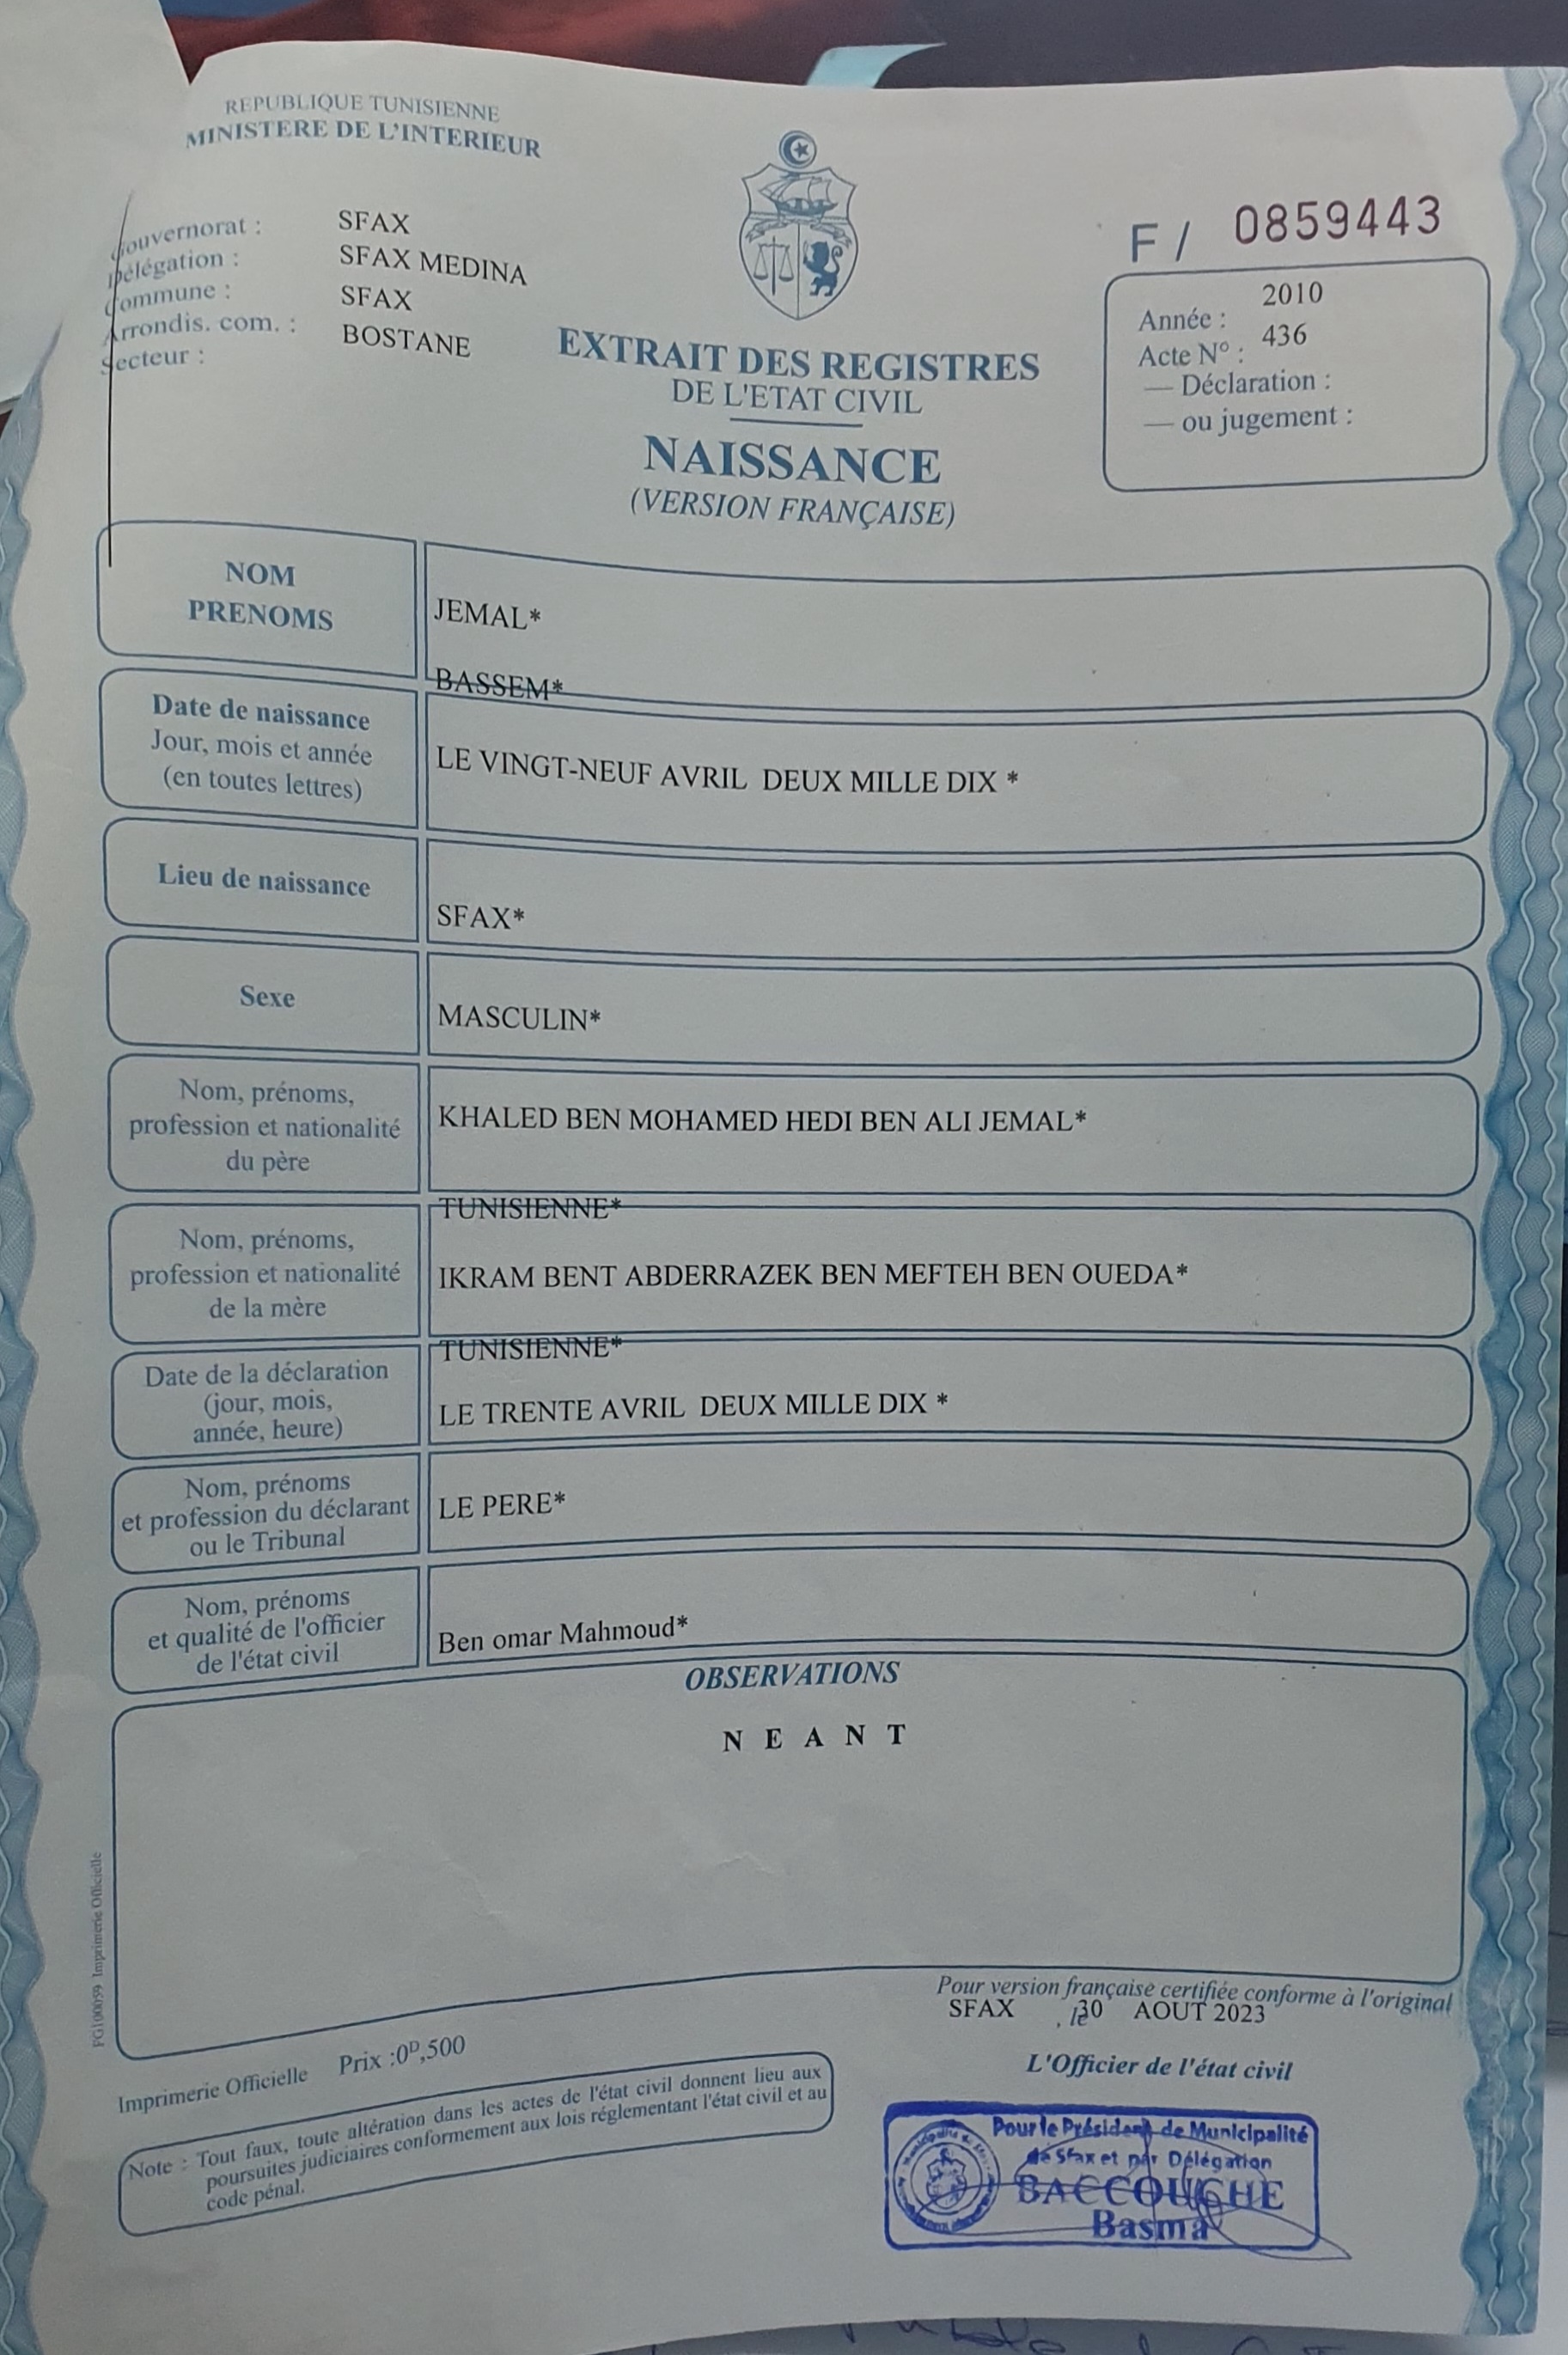 REPUBLIQUE TUNISIENNE
MINISTERE DE L'INTERIEUR
Gouvernorat : SFAX
Délégation : SFAX MEDINA
Commune : SFAX
Arrondis. com. : BOSTANE
Secteur :
F / 0859443
Année : 2010
Acte N° : 436
— Déclaration :
— ou jugement :
EXTRAIT DES REGISTRES
DE L'ETAT CIVIL
NAISSANCE
(VERSION FRANÇAISE)
NOM
PRENOMS
JEMAL*
BASSEM*
Date de naissance
Jour, mois et année
(en toutes lettres)
LE VINGT-NEUF AVRIL DEUX MILLE DIX *
Lieu de naissance
SFAX*
Sexe
MASCULIN*
Nom, prénoms,
profession et nationalité
du père
KHALED BEN MOHAMED HEDI BEN ALI JEMAL*
TUNISIENNE*
Nom, prénoms,
profession et nationalité
de la mère
IKRAM BENT ABDERRAZEK BEN MEFTEH BEN OUEDA*
TUNISIENNE*
Date de la déclaration
(jour, mois,
année, heure)
LE TRENTE AVRIL DEUX MILLE DIX *
Nom, prénoms
et profession du déclarant
ou le Tribunal
LE PERE*
Nom, prénoms
et qualité de l'officier
de l'état civil
Ben omar Mahmoud*
OBSERVATIONS
N E A N T
FG100059 Imprimerie Officielle
Pour version française certifiée conforme à l'original
SFAX , le 30 AOUT 2023
L'Officier de l'état civil
Imprimerie Officielle Prix :0D,500
Note : Tout faux, toute altération dans les actes de l'état civil donnent lieu aux
poursuites judiciaires conformement aux lois réglementant l'état civil et au
code pénal.
Pour le Président de Municipalité
de Sfax et par Délégation
BACCOUCHE
Basma